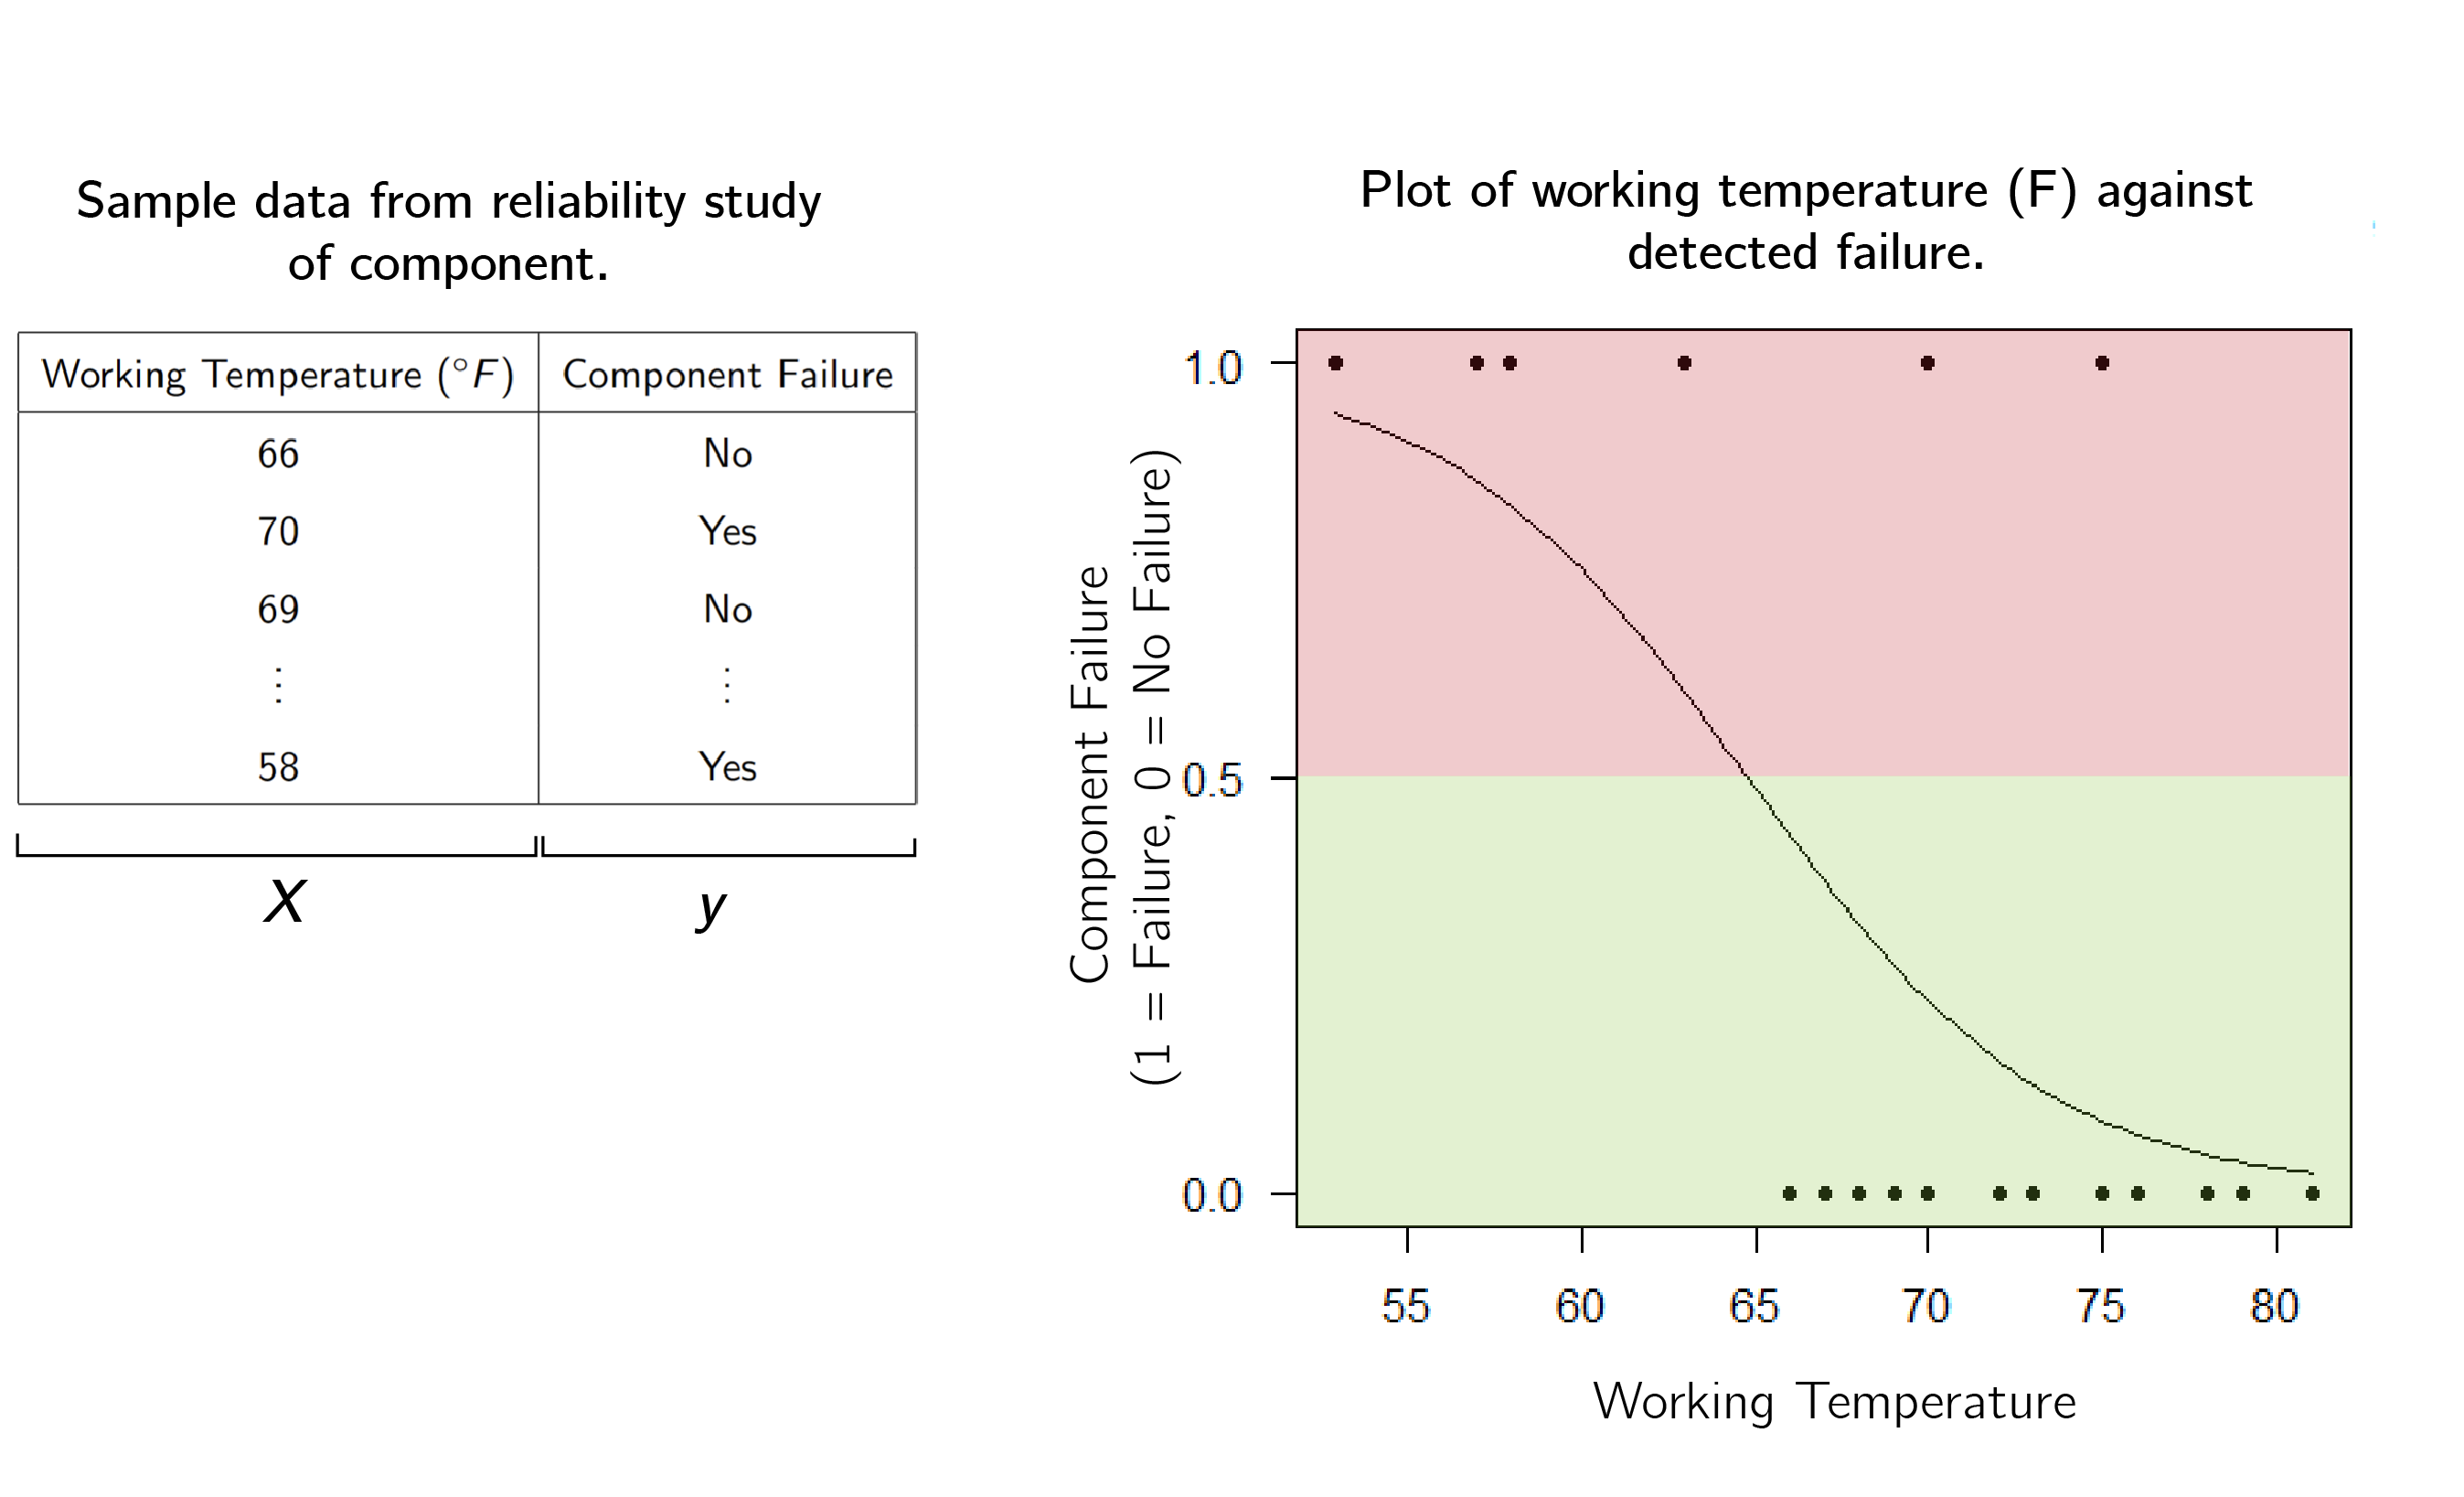 Sample data from reliability study
of component.
Working Temperature (°F) Component Failure
66 No
70 Yes
69 No
⋮ ⋮
58 Yes
X y
Plot of working temperature (F) against
detected failure.
Component Failure
(1 = Failure, 0 = No Failure)
1.0
0.5
0.0
55 60 65 70 75 80
Working Temperature